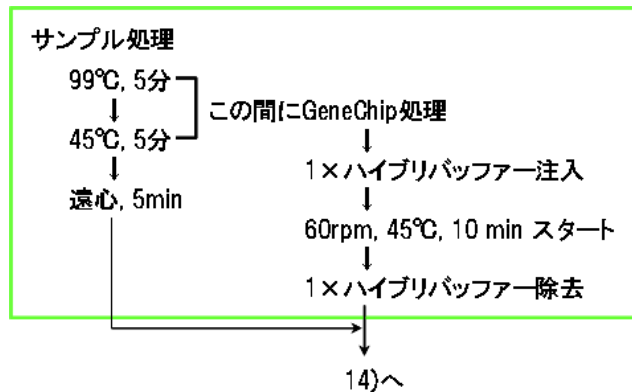 サンプル処理
99℃, 5分
45℃, 5分
遠心, 5min
この間にGeneChip処理
1×ハイブリバッファー注入
60rpm, 45℃, 10 min スタート
1×ハイブリバッファー除去
14)へ